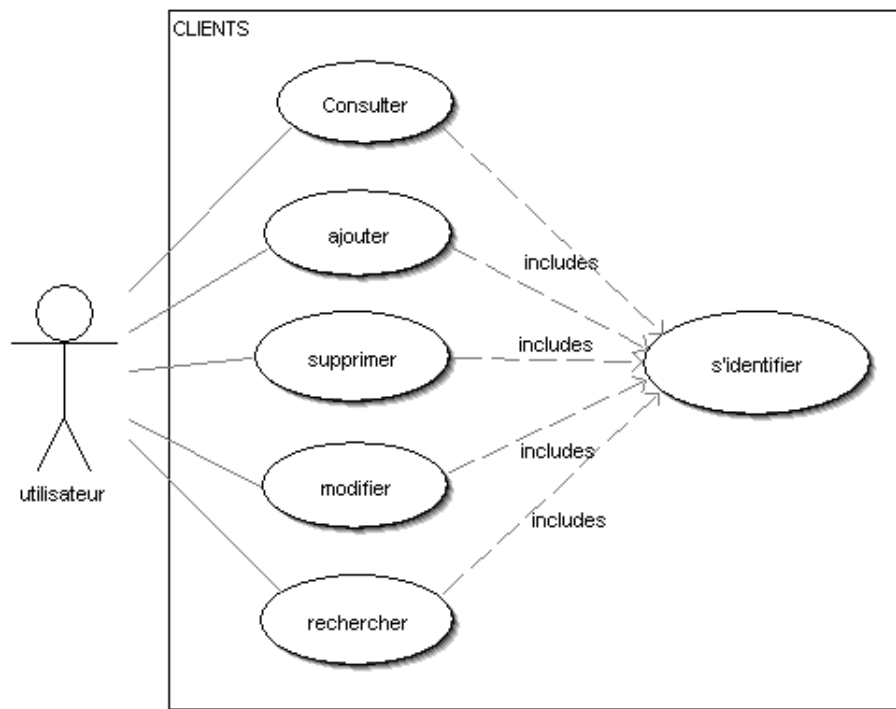 CLIENTS
Consulter
ajouter
includes
supprimer
includes
s'identifier
modifier
includes
utilisateur
includes
rechercher